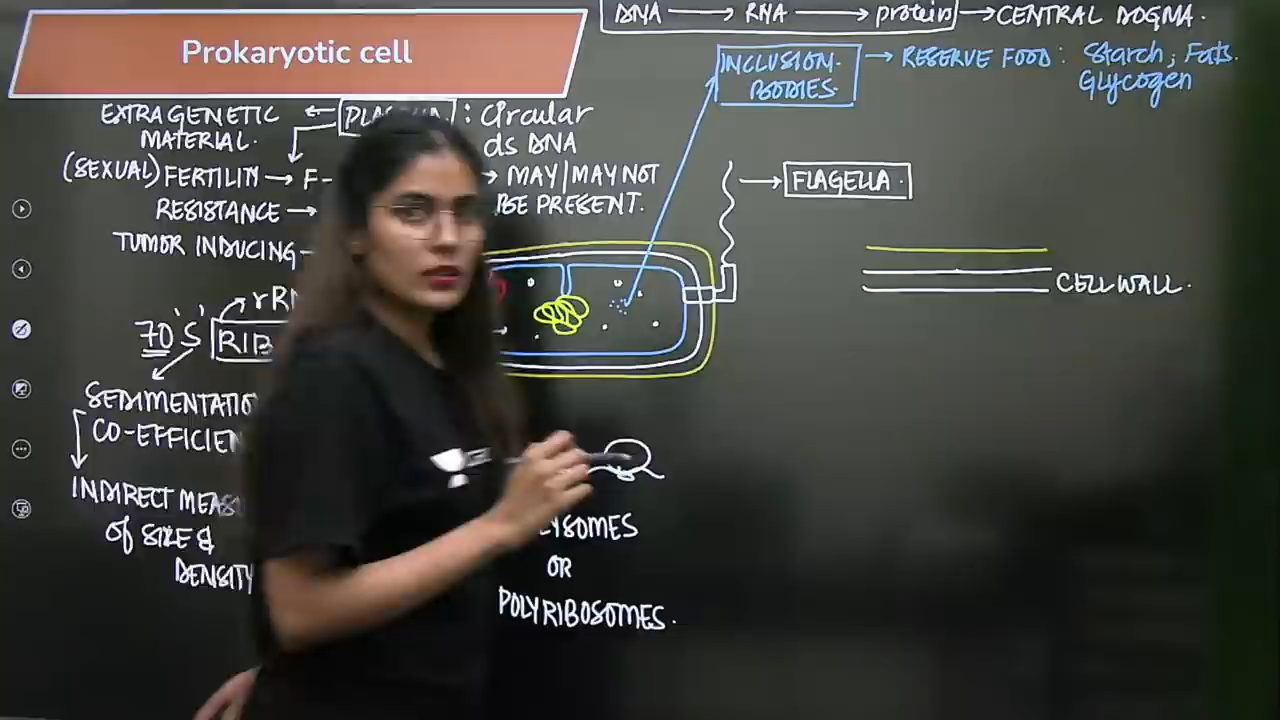 DNA → RNA → protein → CENTRAL DOGMA.
Prokaryotic cell
INCLUSION BODIES. → RESERVE FOOD: Starch, Fats.
Glycogen
EXTRAGENETIC ← : Circular
MATERIAL. ds DNA
(SEXUAL) FERTILITY → F- → MAY/MAY NOT
RESISTANCE → BE PRESENT.
TUMOR INDUCING
FLAGELLA.
CELL WALL.
70'S'
SEDIMENTATIO
CO-EFFICIEN
INDIRECT MEAS
of SIZE &
DENSITY
OR
POLYRIBOSOMES.